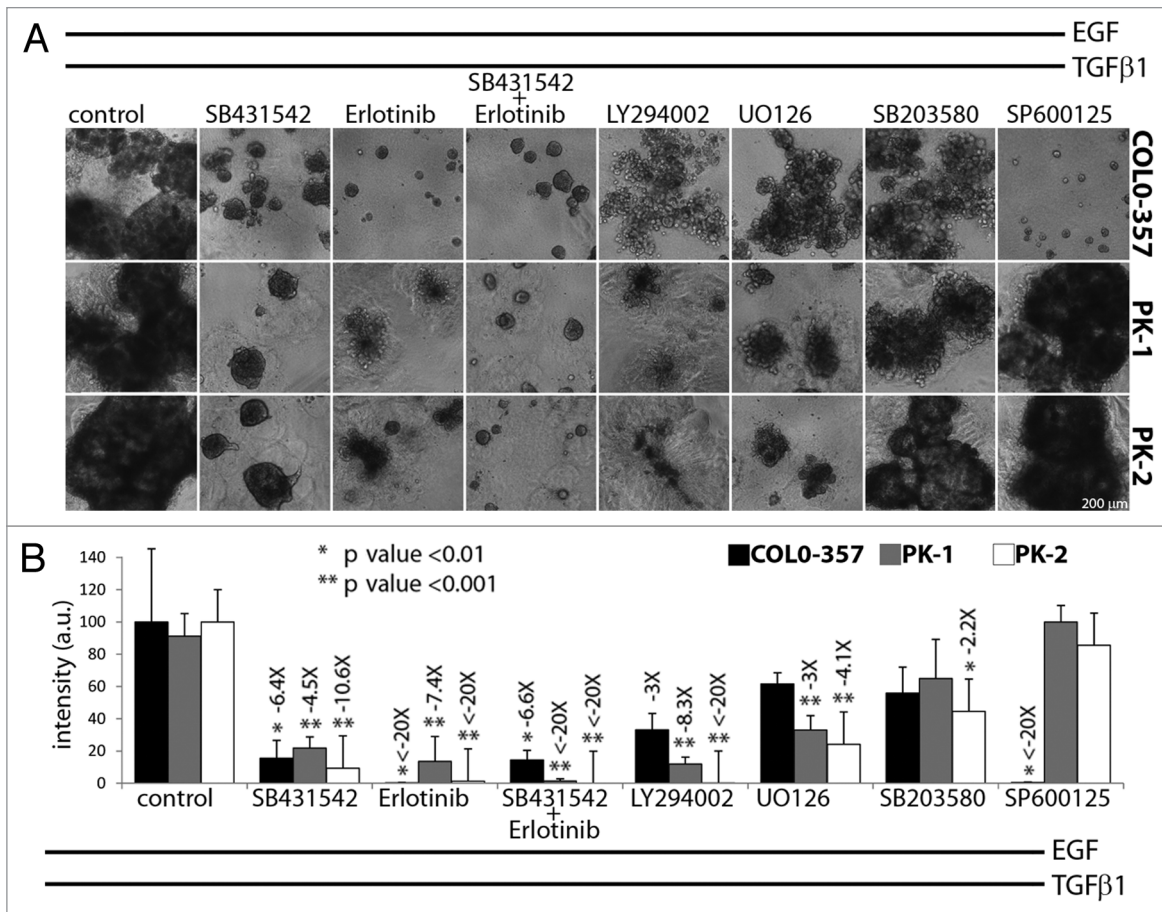 A
EGF
TGFβ1
control
SB431542
Erlotinib
SB431542
+
Erlotinib
LY294002
UO126
SB203580
SP600125
COL0-357
PK-1
PK-2
200 µm
B
* p value <0.01
** p value <0.001
COL0-357
PK-1
PK-2
intensity (a.u.)
140
120
100
80
60
40
20
0
* -6.4X
** -4.5X
** -10.6X
* <-20X
** -7.4X
** <-20X
* -6.6X
** <-20X
** <-20X
-3X
** -8.3X
** <-20X
** -3X
** -4.1X
* -2.2X
* <-20X
control
SB431542
Erlotinib
SB431542
+
Erlotinib
LY294002
UO126
SB203580
SP600125
EGF
TGFβ1